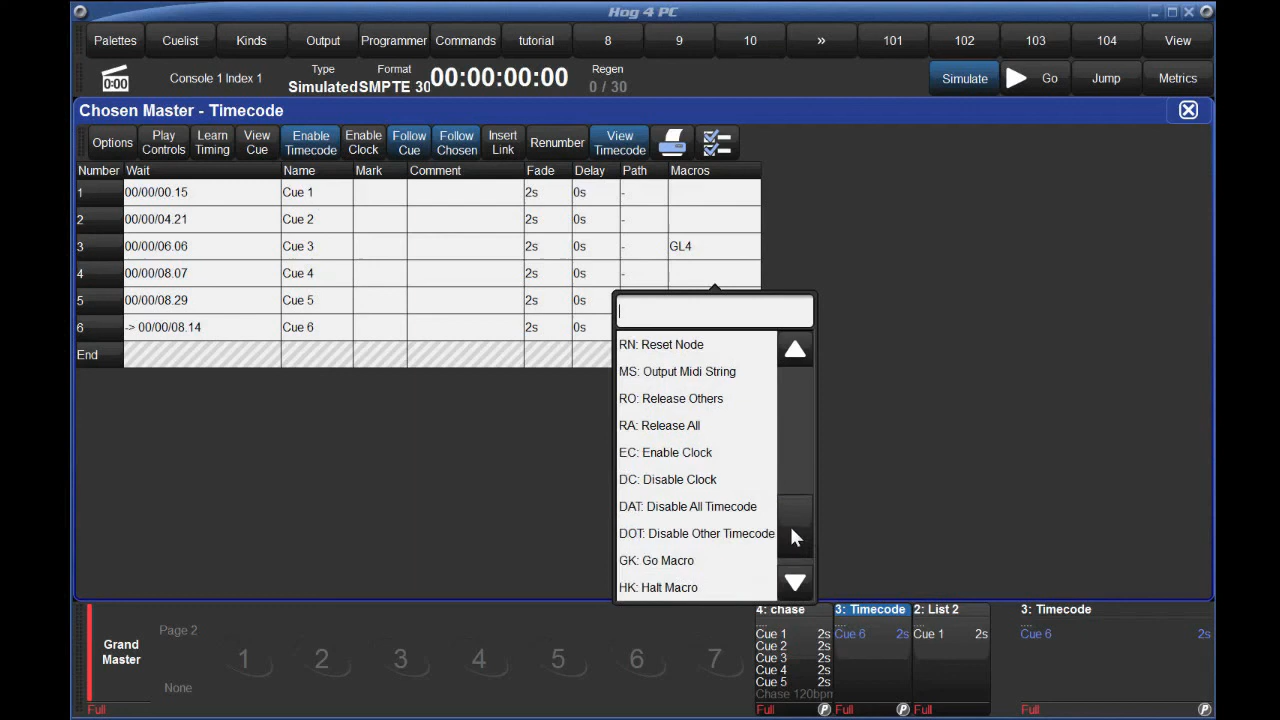 Hog 4 PC
Palettes Cuelist Kinds Output Programmer Commands tutorial 8 9 10 » 101 102 103 104 View
0:00 Console 1 Index 1
Type Format
SimulatedSMPTE 30
00:00:00:00
Regen
0 / 30
Simulate Go Jump Metrics
Chosen Master - Timecode
Options Play Controls Learn Timing View Cue Enable Timecode Enable Clock Follow Cue Follow Chosen Insert Link Renumber View Timecode
Number Wait Name Mark Comment Fade Delay Path Macros
1 00/00/00.15 Cue 1 2s 0s -
2 00/00/04.21 Cue 2 2s 0s -
3 00/00/06.06 Cue 3 2s 0s - GL4
4 00/00/08.07 Cue 4 2s 0s -
5 00/00/08.29 Cue 5 2s 0s
6 -> 00/00/08.14 Cue 6 2s 0s
End
RN: Reset Node
MS: Output Midi String
RO: Release Others
RA: Release All
EC: Enable Clock
DC: Disable Clock
DAT: Disable All Timecode
DOT: Disable Other Timecode
GK: Go Macro
HK: Halt Macro
Grand Master
Full
Page 2
None
1 2 3 4 5 6 7
4: chase
....
Cue 1 2s
Cue 2 2s
Cue 3 2s
Cue 4 2s
Cue 5 2s
Chase 120bpm
Full P
3: Timecode
....
Cue 6 2s
Full P
2: List 2
....
Cue 1 2s
Full
3: Timecode
....
Cue 6 2s
Full P